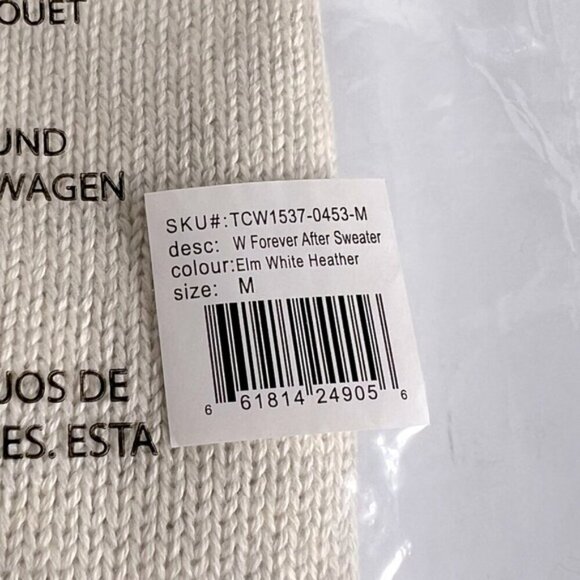 OUET
UND
WAGEN
SKU#:TCW1537-0453-M
desc: W Forever After Sweater
colour:Elm White Heather
size: M
6 61814 24905 6
JOS DE
ES. ESTA